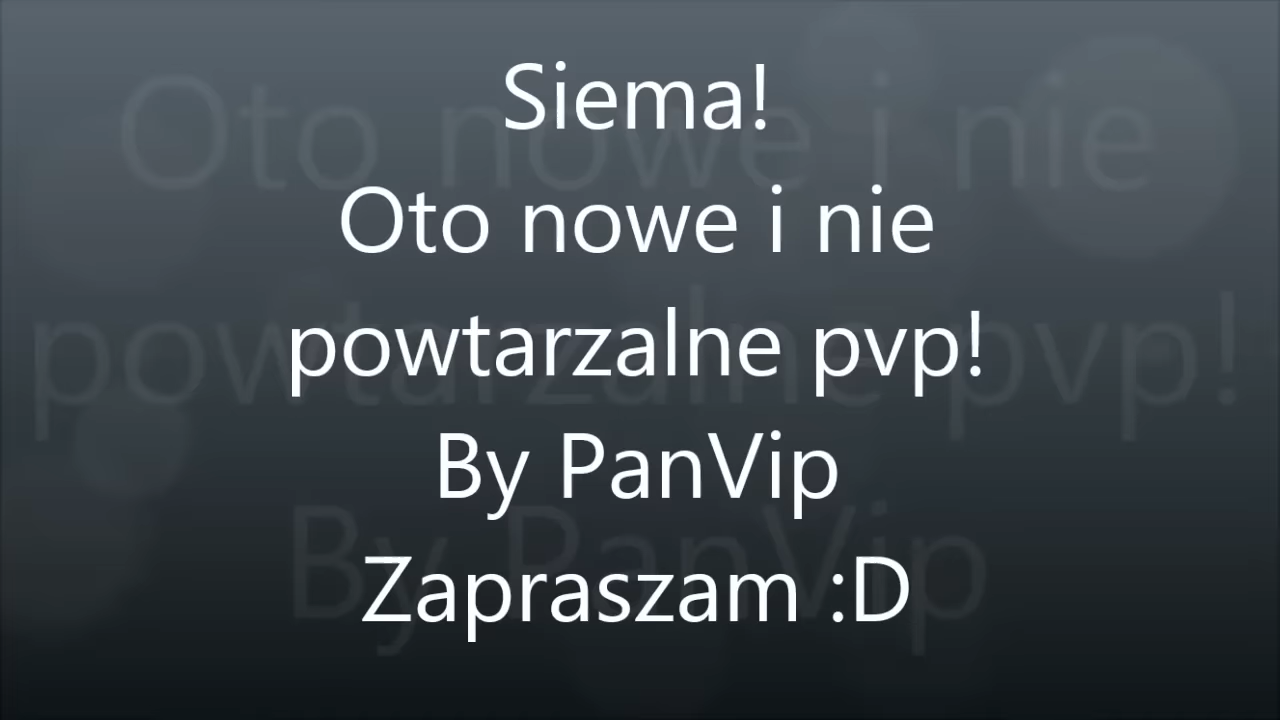 Siema!
Oto nowe i nie
powtarzalne pvp!
By PanVip
Zapraszam :D